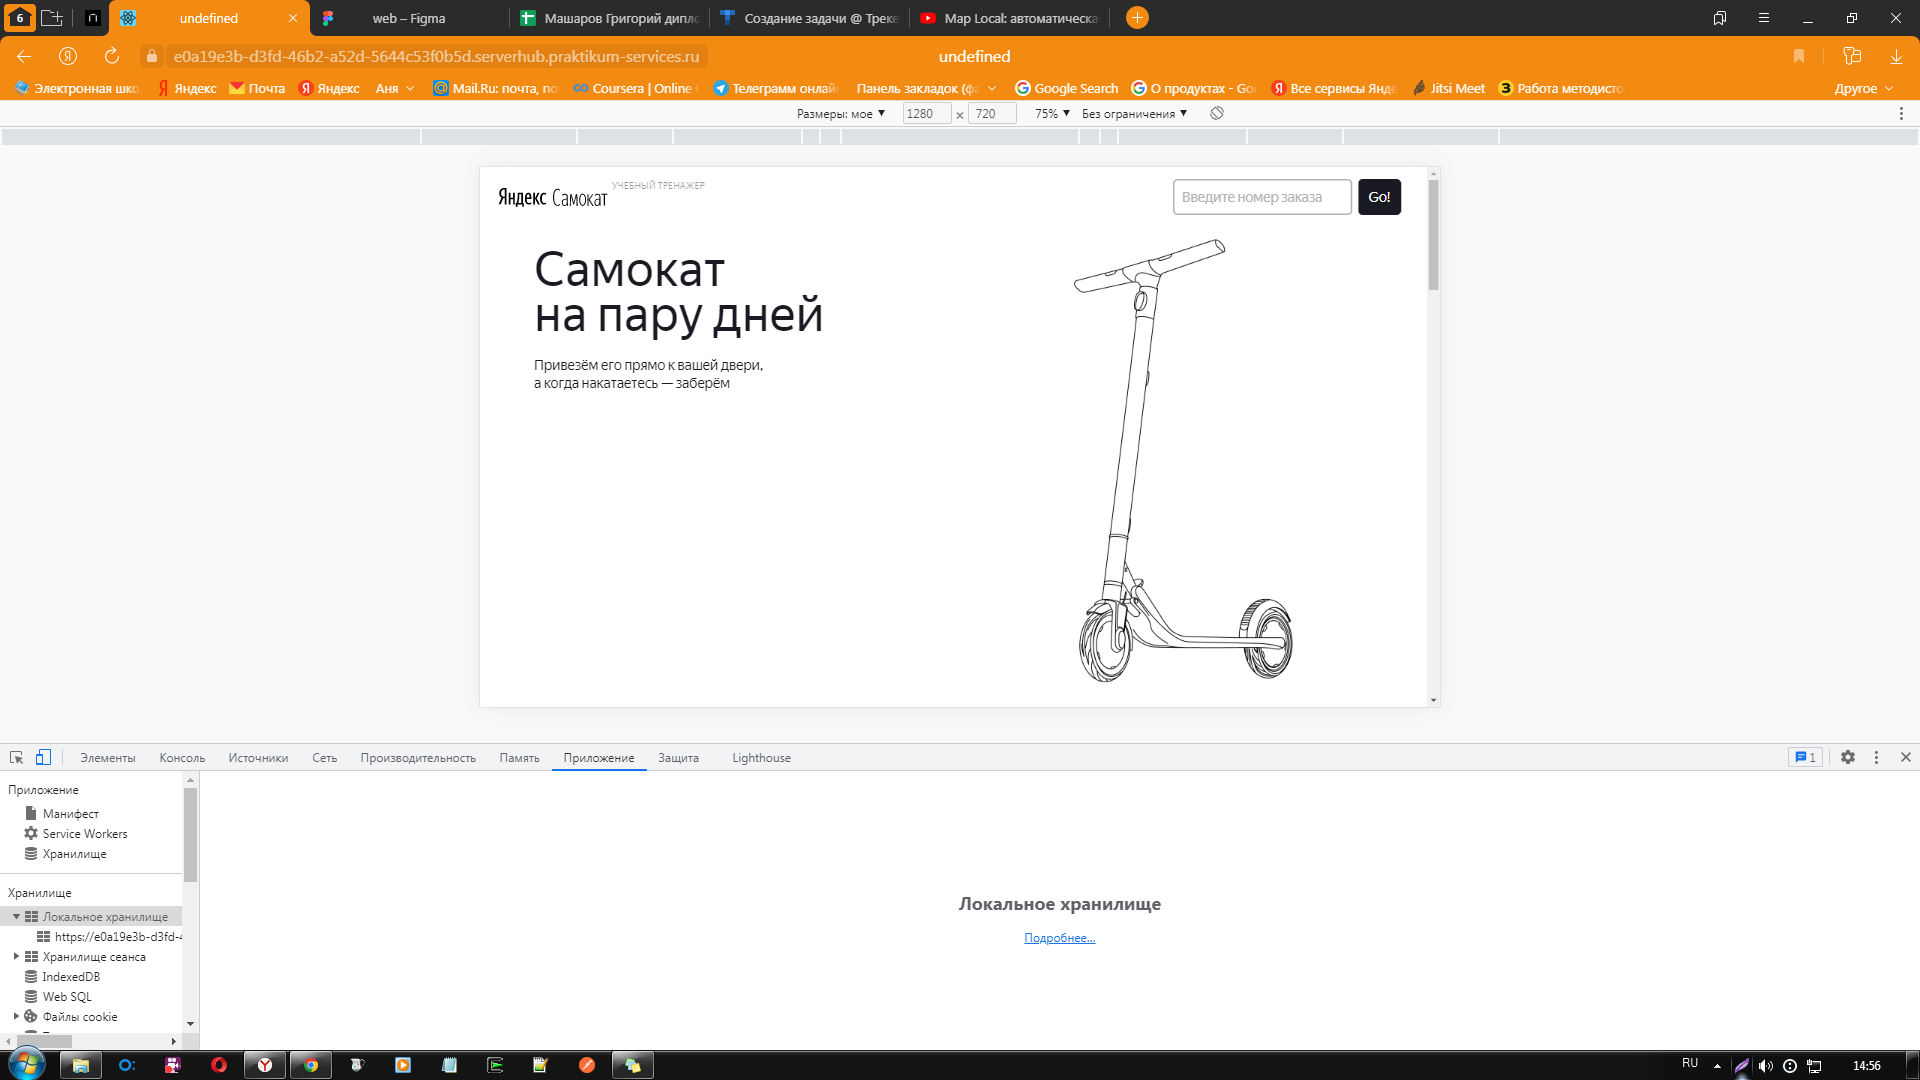 6
undefined
web – Figma
Машаров Григорий дипло
Создание задачи @ Треке
Map Local: автоматическа
e0a19e3b-d3fd-46b2-a52d-5644c53f0b5d.serverhub.praktikum-services.ru
undefined
Электронная шко
Яндекс
Почта
Яндекс
Аня
Mail.Ru: почта, по
Coursera | Online
Телеграмм онлай
Панель закладок (фа
Google Search
О продуктах - Goo
Все сервисы Янде
Jitsi Meet
Работа методисто
Другое
Размеры: мое
1280
×
720
75%
Без ограничения
Яндекс Самокат
УЧЕБНЫЙ ТРЕНАЖЕР
Введите номер заказа
Go!
Самокат
на пару дней
Привезём его прямо к вашей двери,
а когда накатаетесь — заберём
Элементы
Консоль
Источники
Сеть
Производительность
Память
Приложение
Защита
Lighthouse
1
Приложение
Манифест
Service Workers
Хранилище
Хранилище
Локальное хранилище
https://e0a19e3b-d3fd-4
Хранилище сеанса
IndexedDB
Web SQL
Файлы cookie
Локальное хранилище
Подробнее...
RU
14:56